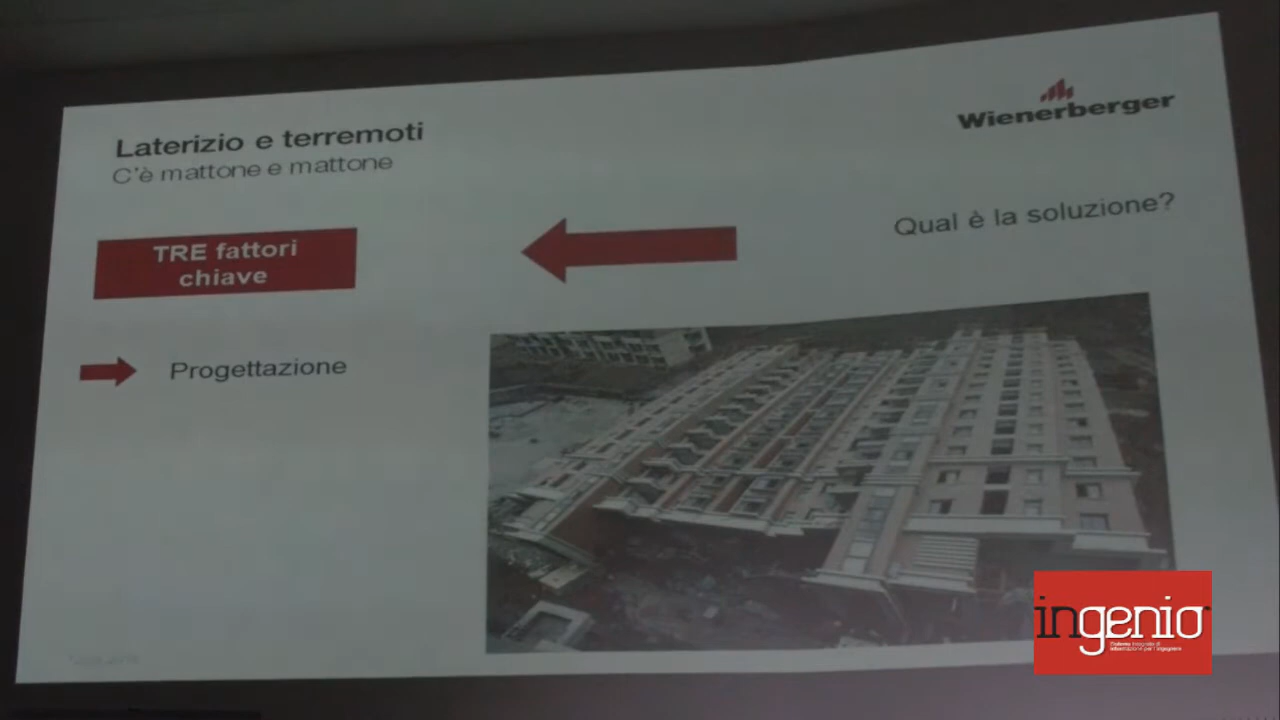 Laterizio e terremoti
C'è mattone e mattone
Wienerberger
Qual è la soluzione?
TRE fattori
chiave
Progettazione
ingenio